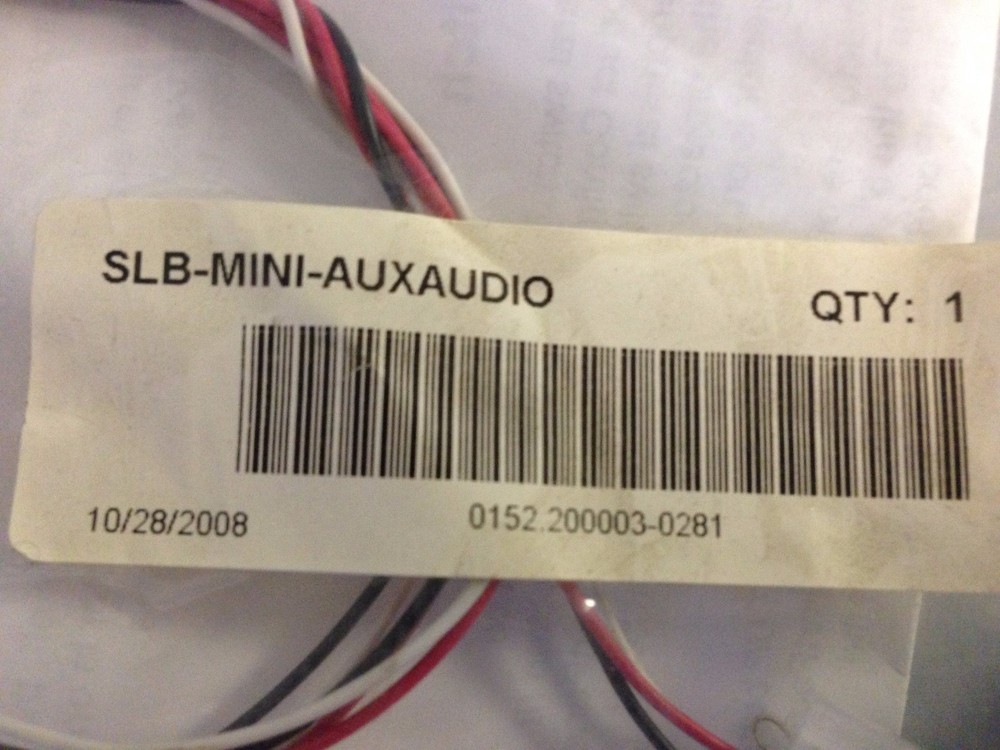 SLB-MINI-AUXAUDIO
QTY: 1
10/28/2008
0152.200003-0281